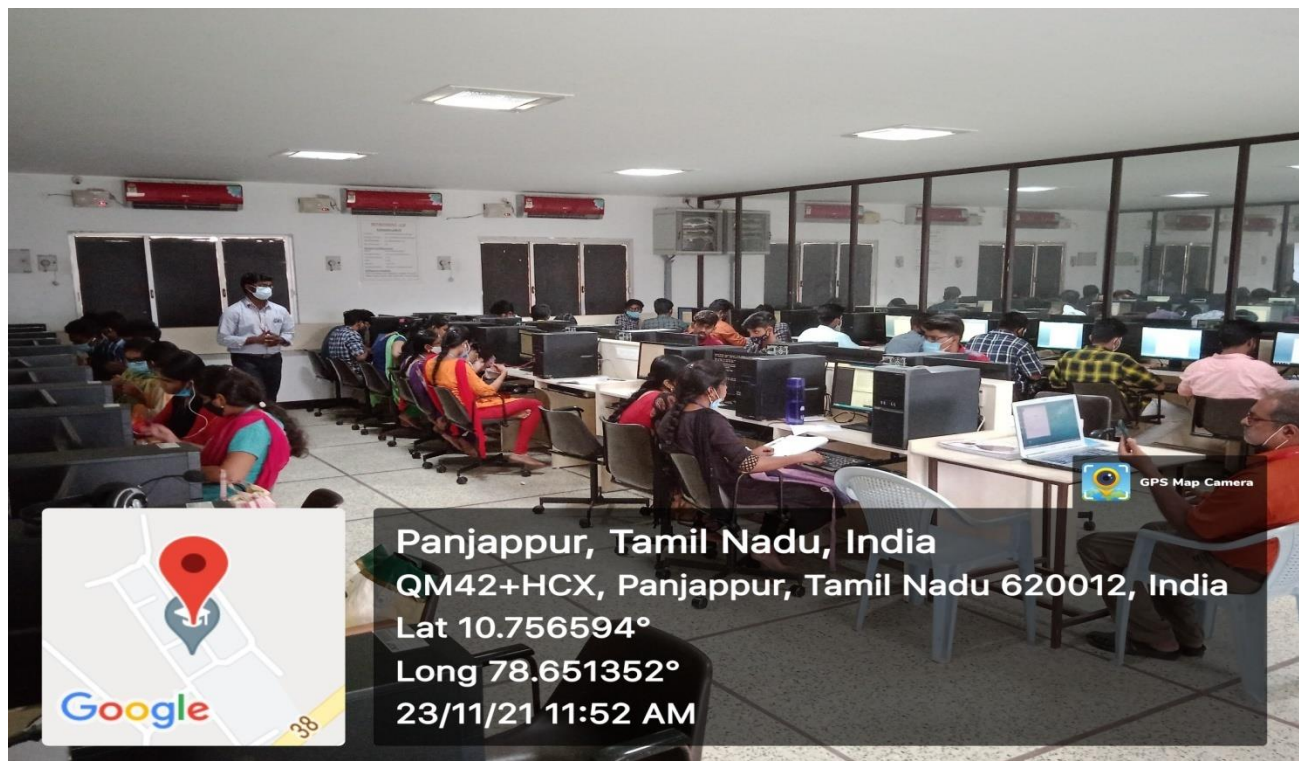 GPS Map Camera
Panjappur, Tamil Nadu, India
QM42+HCX, Panjappur, Tamil Nadu 620012, India
Lat 10.756594°
Long 78.651352°
23/11/21 11:52 AM
Google
38